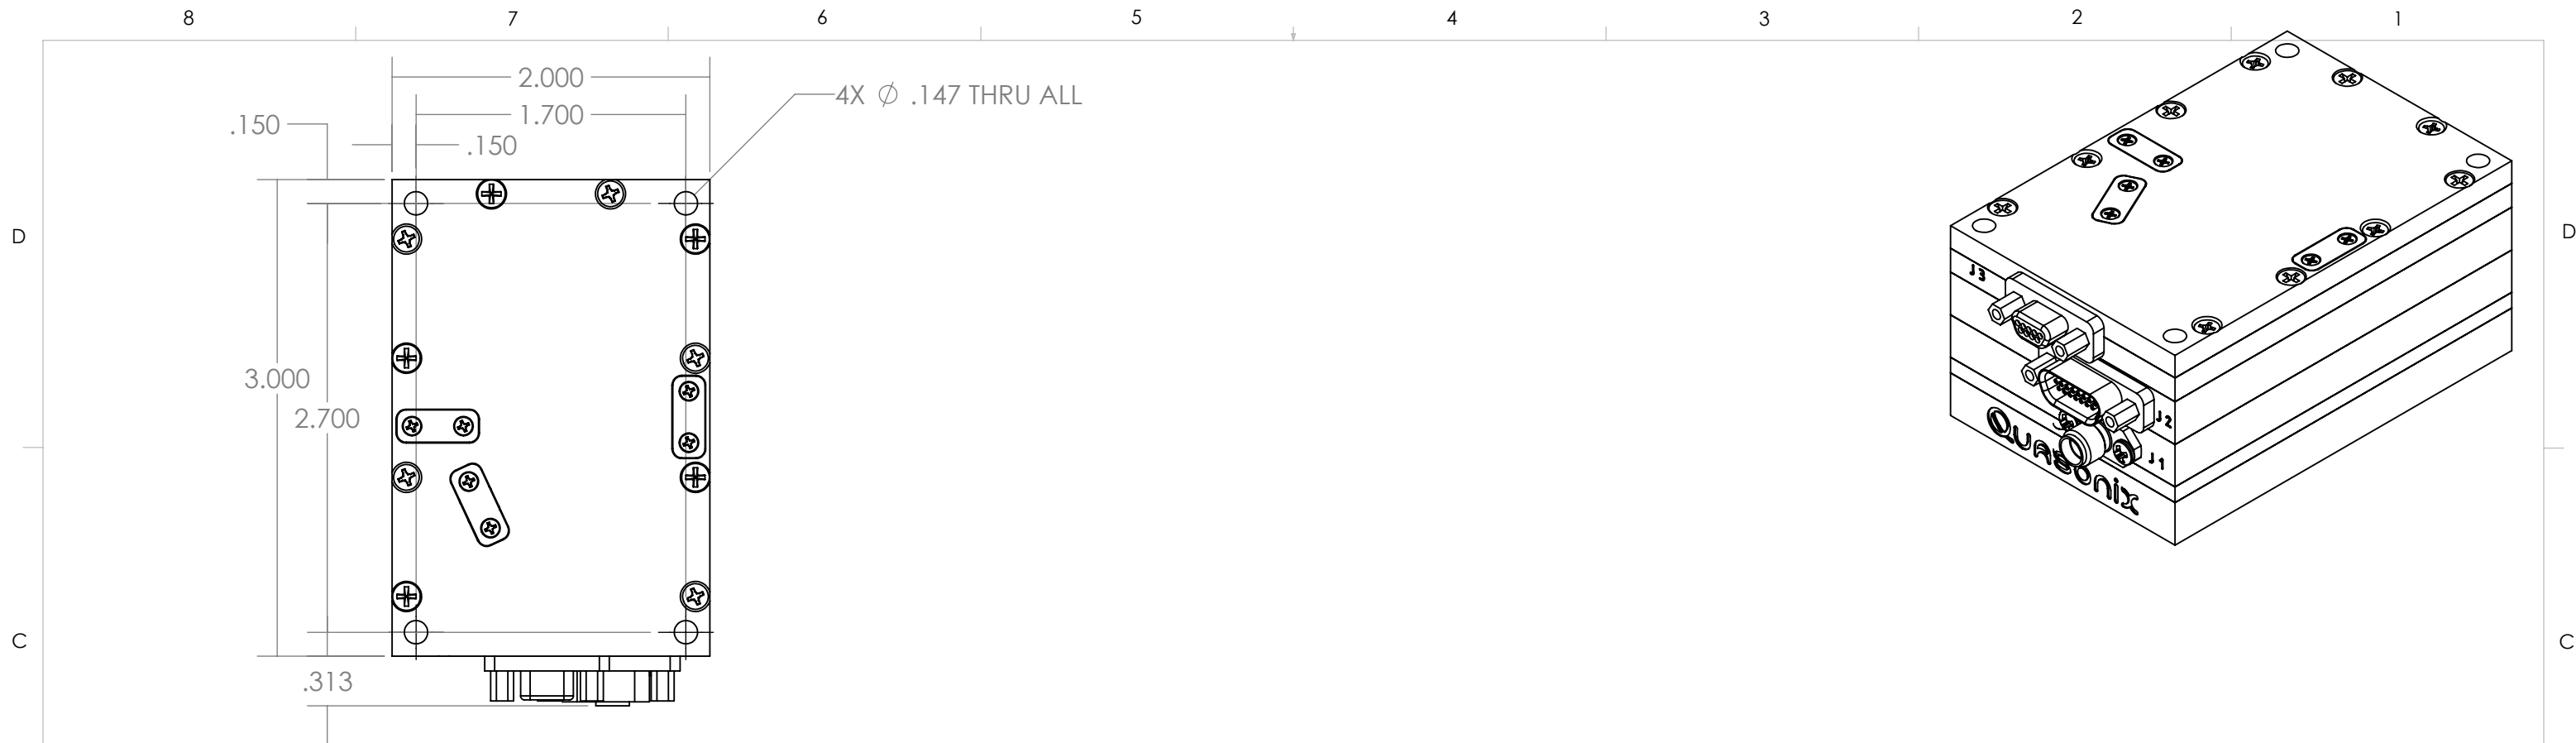 8 7 6 5 4 3 2 1
2.000
4X Ø .147 THRU ALL
1.700
.150
.150
D
D
3.000
2.700
C
C
.313
J3
J2
J1
Quasonix